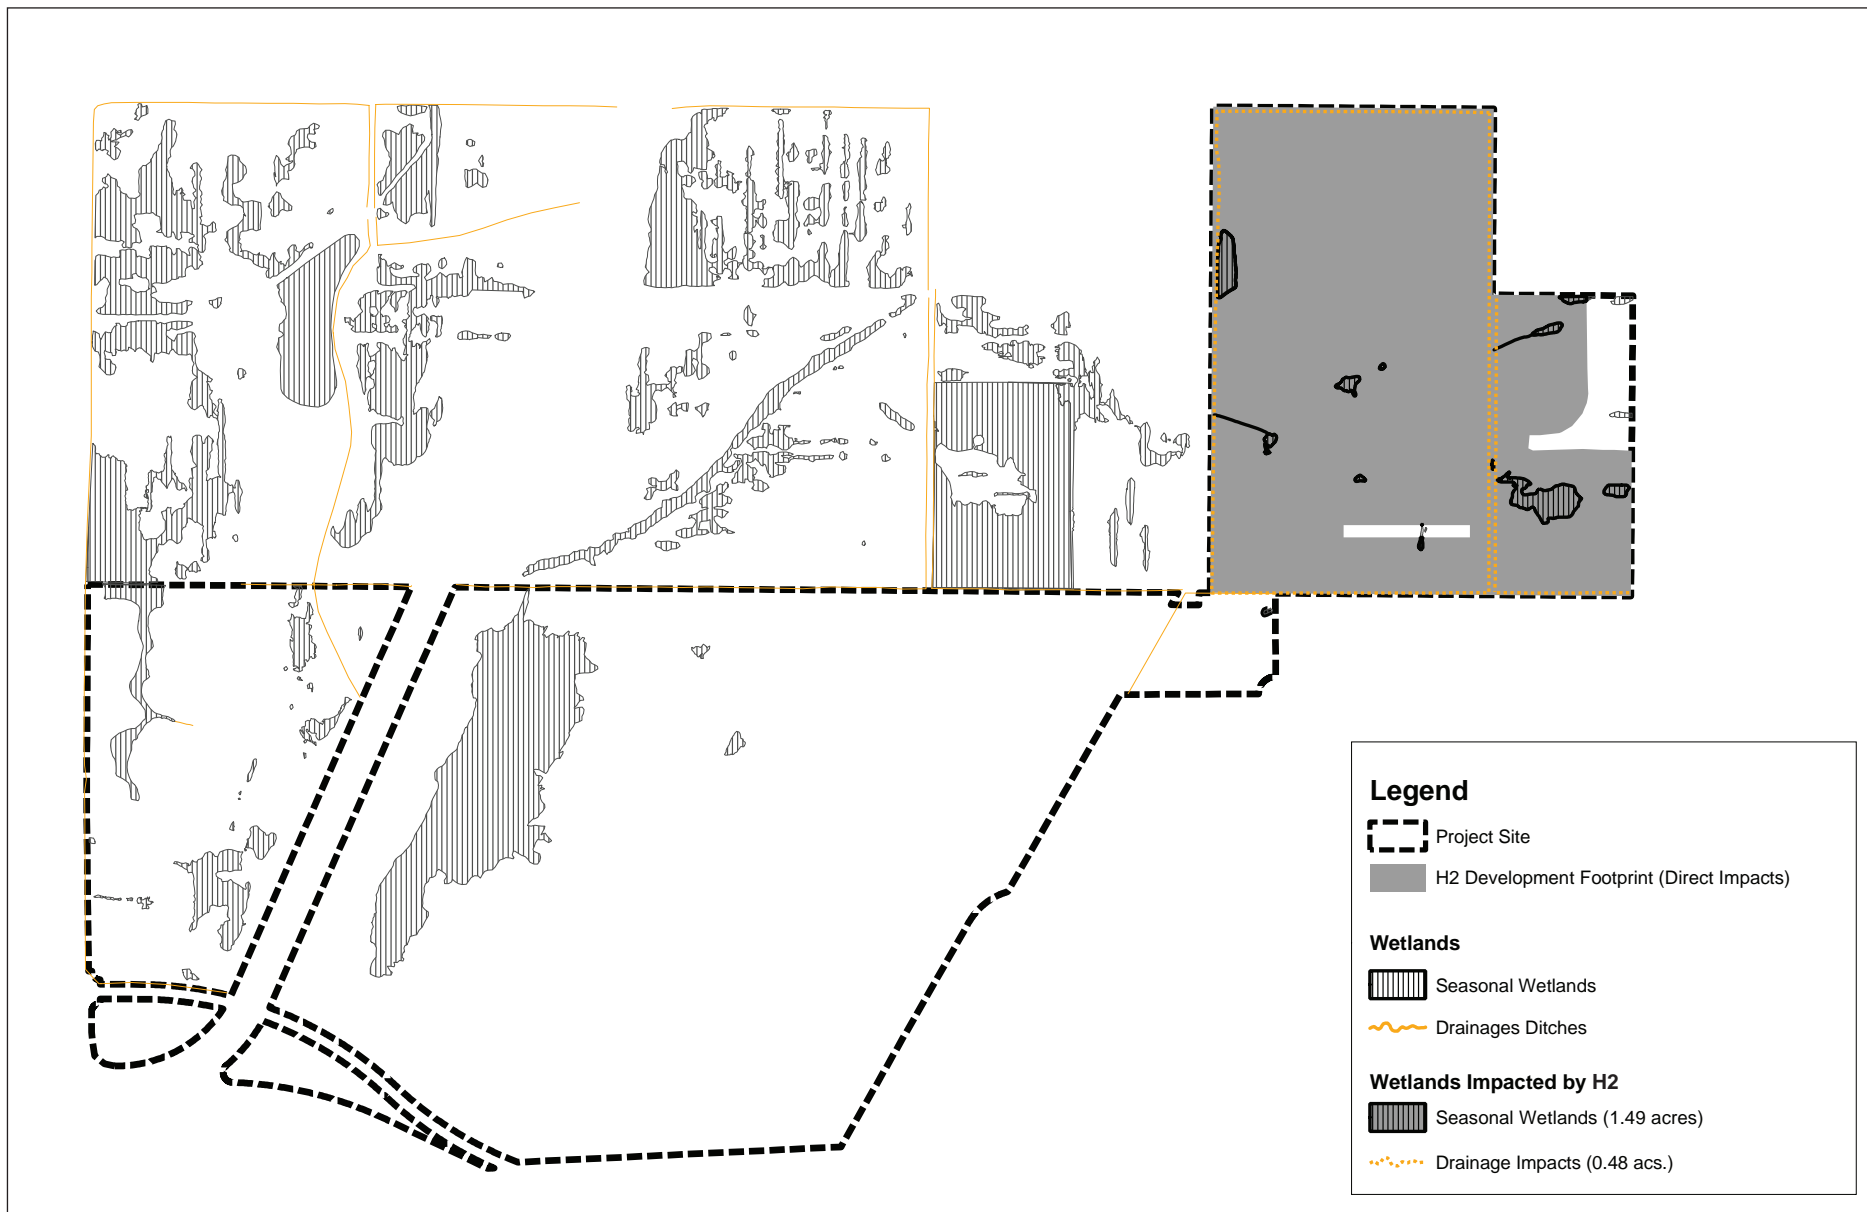 Legend
Project Site
H2 Development Footprint (Direct Impacts)
Wetlands
Seasonal Wetlands
Drainages Ditches
Wetlands Impacted by H2
Seasonal Wetlands (1.49 acres)
Drainage Impacts (0.48 acs.)